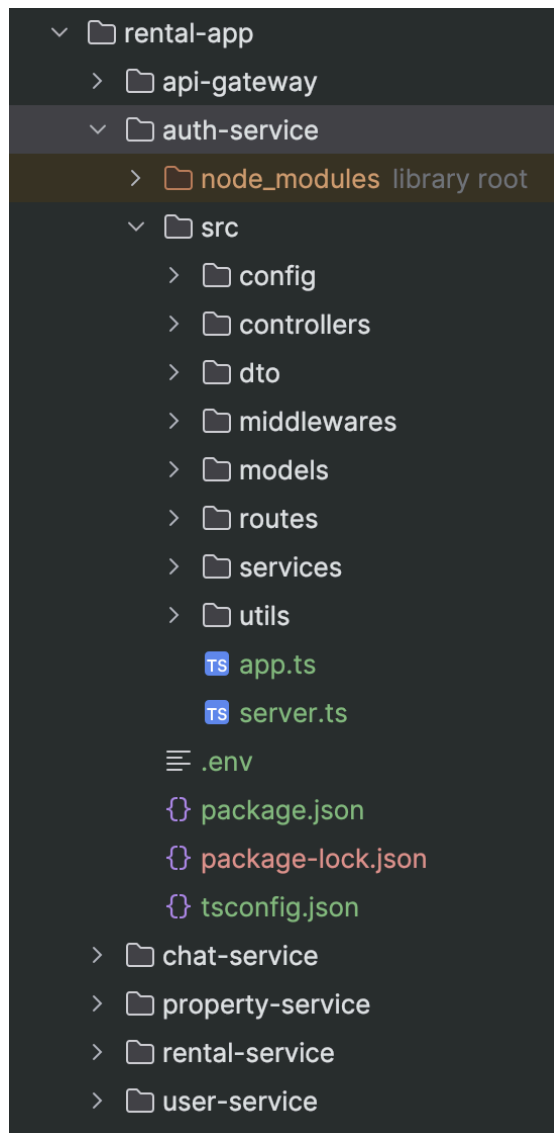 rental-app
api-gateway
auth-service
node_modules library root
src
config
controllers
dto
middlewares
models
routes
services
utils
TS app.ts
TS server.ts
.env
{} package.json
{} package-lock.json
{} tsconfig.json
chat-service
property-service
rental-service
user-service